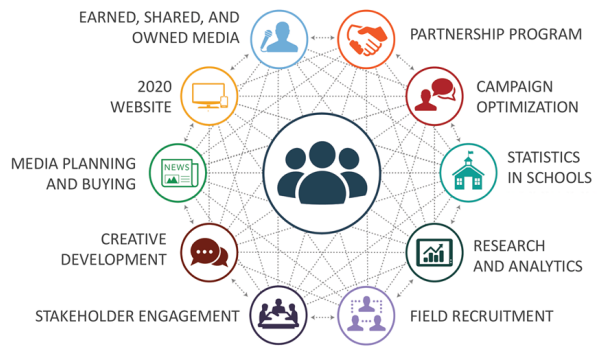 EARNED, SHARED, AND
OWNED MEDIA
PARTNERSHIP PROGRAM
2020
WEBSITE
CAMPAIGN
OPTIMIZATION
MEDIA PLANNING
AND BUYING
NEWS
STATISTICS
IN SCHOOLS
CREATIVE
DEVELOPMENT
RESEARCH
AND ANALYTICS
STAKEHOLDER ENGAGEMENT
FIELD RECRUITMENT